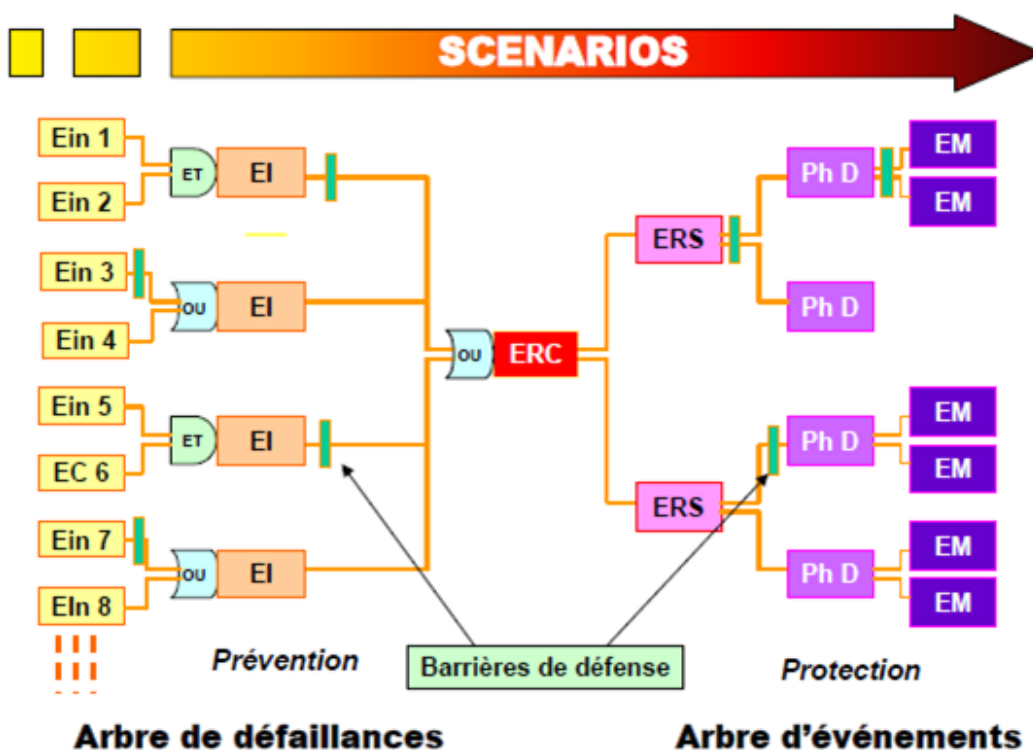 SCENARIOS
Ein 1
Ein 2
ET
EI
Ein 3
Ein 4
OU
EI
Ein 5
EC 6
ET
EI
Ein 7
EIn 8
OU
EI
OU
ERC
ERS
Ph D
EM
EM
Ph D
ERS
Ph D
EM
EM
Ph D
EM
EM
Prévention
Barrières de défense
Protection
Arbre de défaillances
Arbre d'événements